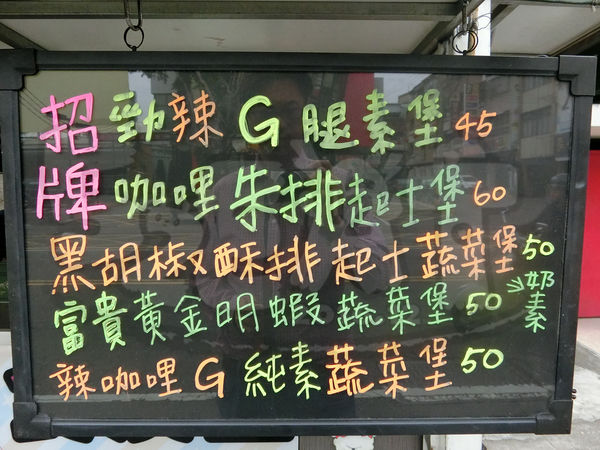 招牌
勁辣G腿素堡 45
咖哩朱排起士堡 60
黑胡椒酥排起士蔬菜堡 50
富貴黃金明蝦蔬菜堡 50 →奶素
辣咖哩G純素蔬菜堡 50